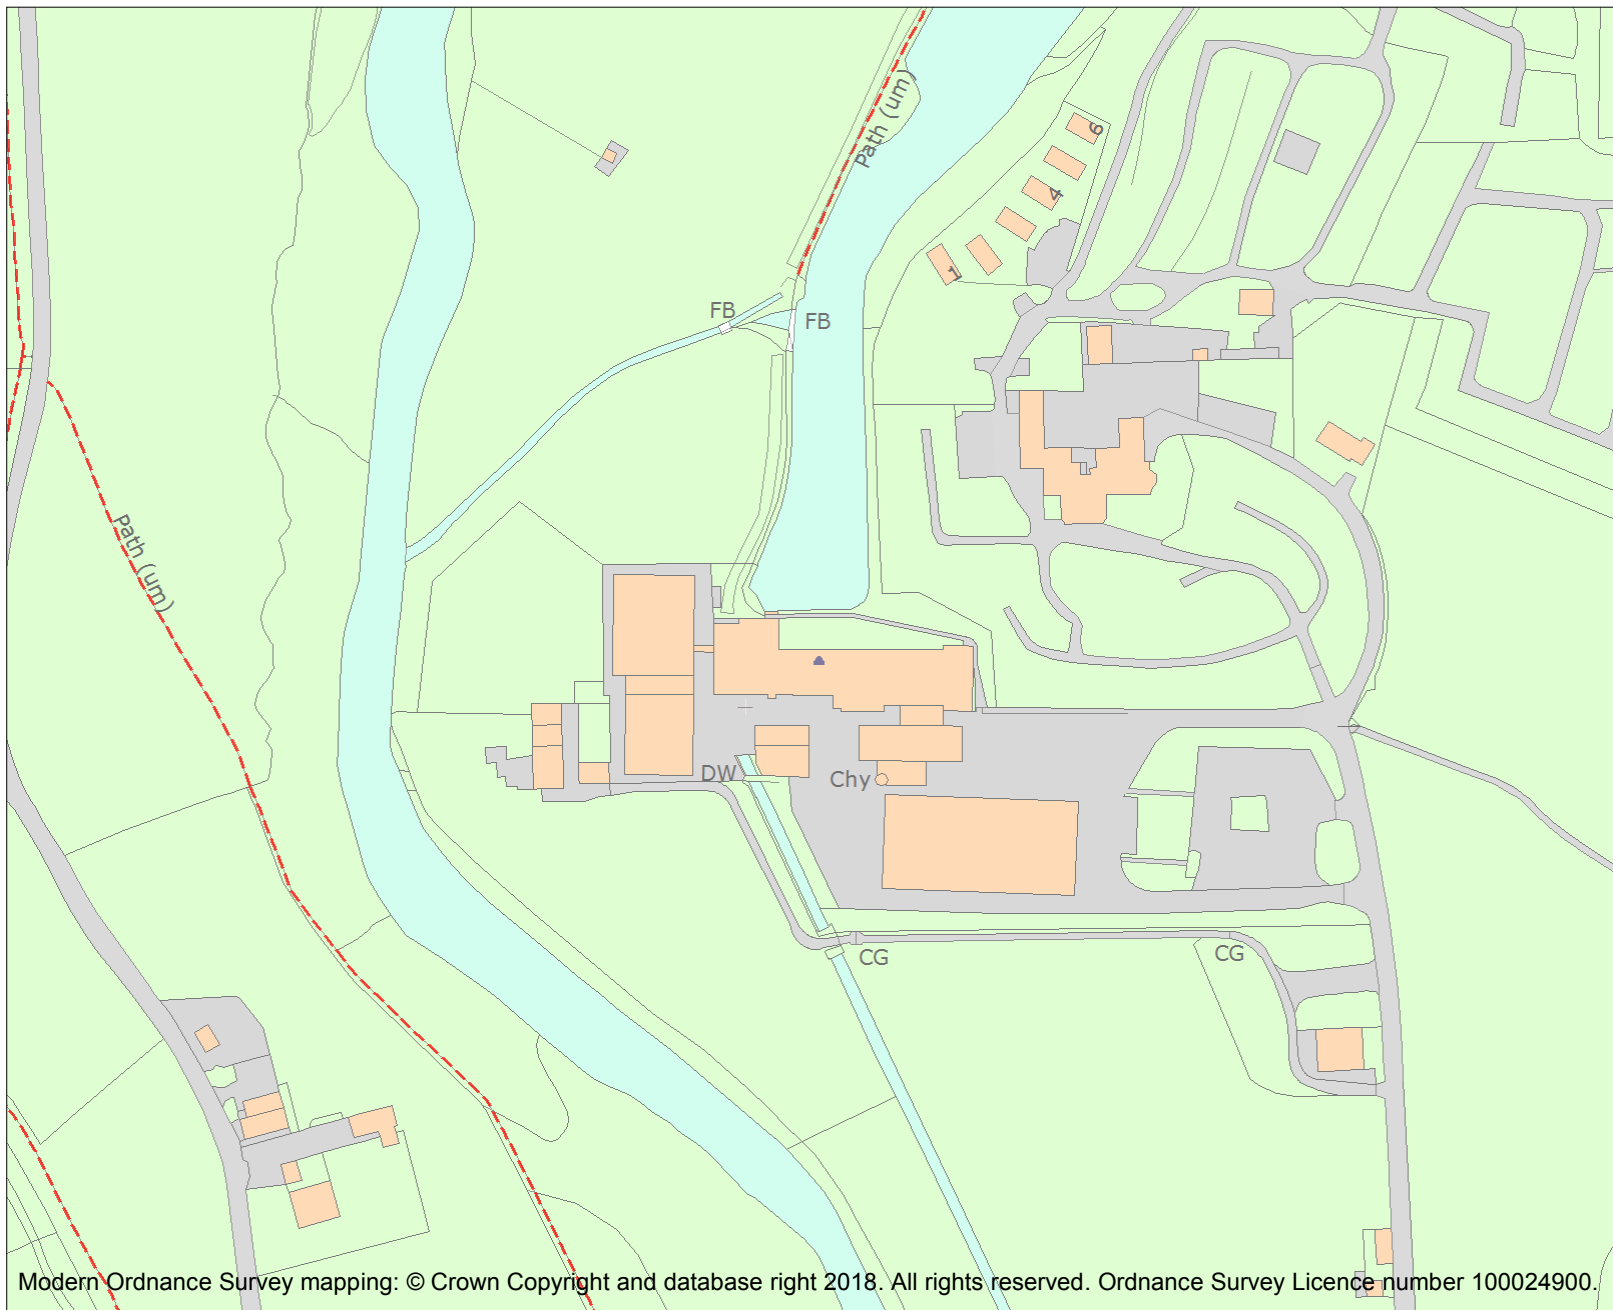 Path (um)
6
4
1
FB
FB
Path (um)
DW
Chy
CG
CG
Modern Ordnance Survey mapping: © Crown Copyright and database right 2018. All rights reserved. Ordnance Survey Licence number 100024900.